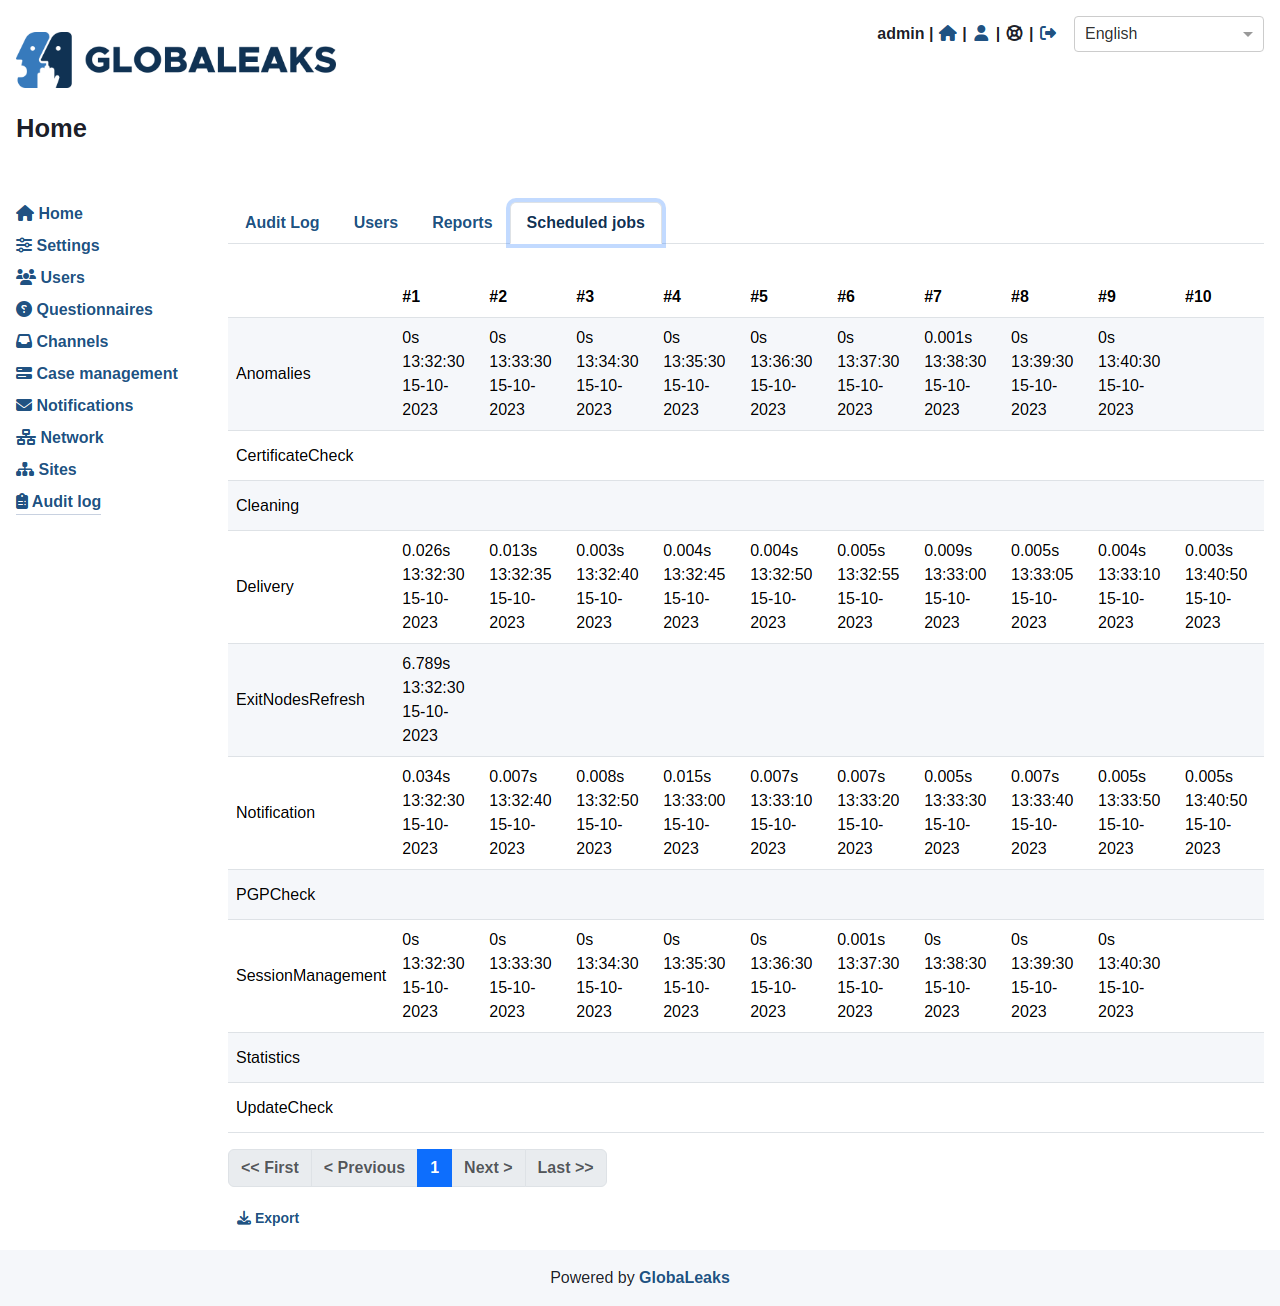 GLOBALEAKS
admin | | | |
English
Home
Home
Settings
Users
Questionnaires
Channels
Case management
Notifications
Network
Sites
Audit log
Audit Log Users Reports Scheduled jobs
#1 #2 #3 #4 #5 #6 #7 #8 #9 #10
0s 0s 0s 0s 0s 0s 0.001s 0s 0s
13:32:30 13:33:30 13:34:30 13:35:30 13:36:30 13:37:30 13:38:30 13:39:30 13:40:30
Anomalies
15-10- 15-10- 15-10- 15-10- 15-10- 15-10- 15-10- 15-10- 15-10-
2023 2023 2023 2023 2023 2023 2023 2023 2023
CertificateCheck
Cleaning
0.026s 0.013s 0.003s 0.004s 0.004s 0.005s 0.009s 0.005s 0.004s 0.003s
13:32:30 13:32:35 13:32:40 13:32:45 13:32:50 13:32:55 13:33:00 13:33:05 13:33:10 13:40:50
Delivery
15-10- 15-10- 15-10- 15-10- 15-10- 15-10- 15-10- 15-10- 15-10- 15-10-
2023 2023 2023 2023 2023 2023 2023 2023 2023 2023
6.789s
13:32:30
ExitNodesRefresh
15-10-
2023
0.034s 0.007s 0.008s 0.015s 0.007s 0.007s 0.005s 0.007s 0.005s 0.005s
13:32:30 13:32:40 13:32:50 13:33:00 13:33:10 13:33:20 13:33:30 13:33:40 13:33:50 13:40:50
Notification
15-10- 15-10- 15-10- 15-10- 15-10- 15-10- 15-10- 15-10- 15-10- 15-10-
2023 2023 2023 2023 2023 2023 2023 2023 2023 2023
PGPCheck
0s 0s 0s 0s 0s 0.001s 0s 0s 0s
13:32:30 13:33:30 13:34:30 13:35:30 13:36:30 13:37:30 13:38:30 13:39:30 13:40:30
SessionManagement
15-10- 15-10- 15-10- 15-10- 15-10- 15-10- 15-10- 15-10- 15-10-
2023 2023 2023 2023 2023 2023 2023 2023 2023
Statistics
UpdateCheck
<< First < Previous 1 Next > Last >>
Export
Powered by GlobaLeaks